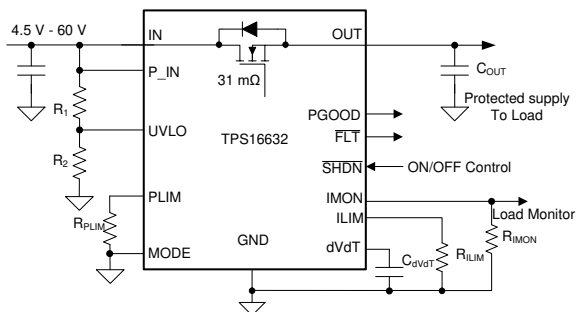 4.5 V - 60 V
IN
OUT
P_IN
31 mΩ
COUT
R1
Protected supply
To Load
PGOOD
FLT
UVLO
TPS16632
R2
SHDN
ON/OFF Control
PLIM
IMON
Load Monitor
ILIM
RPLIM
RIMON
MODE
GND
dVdT
CdVdT
RILIM